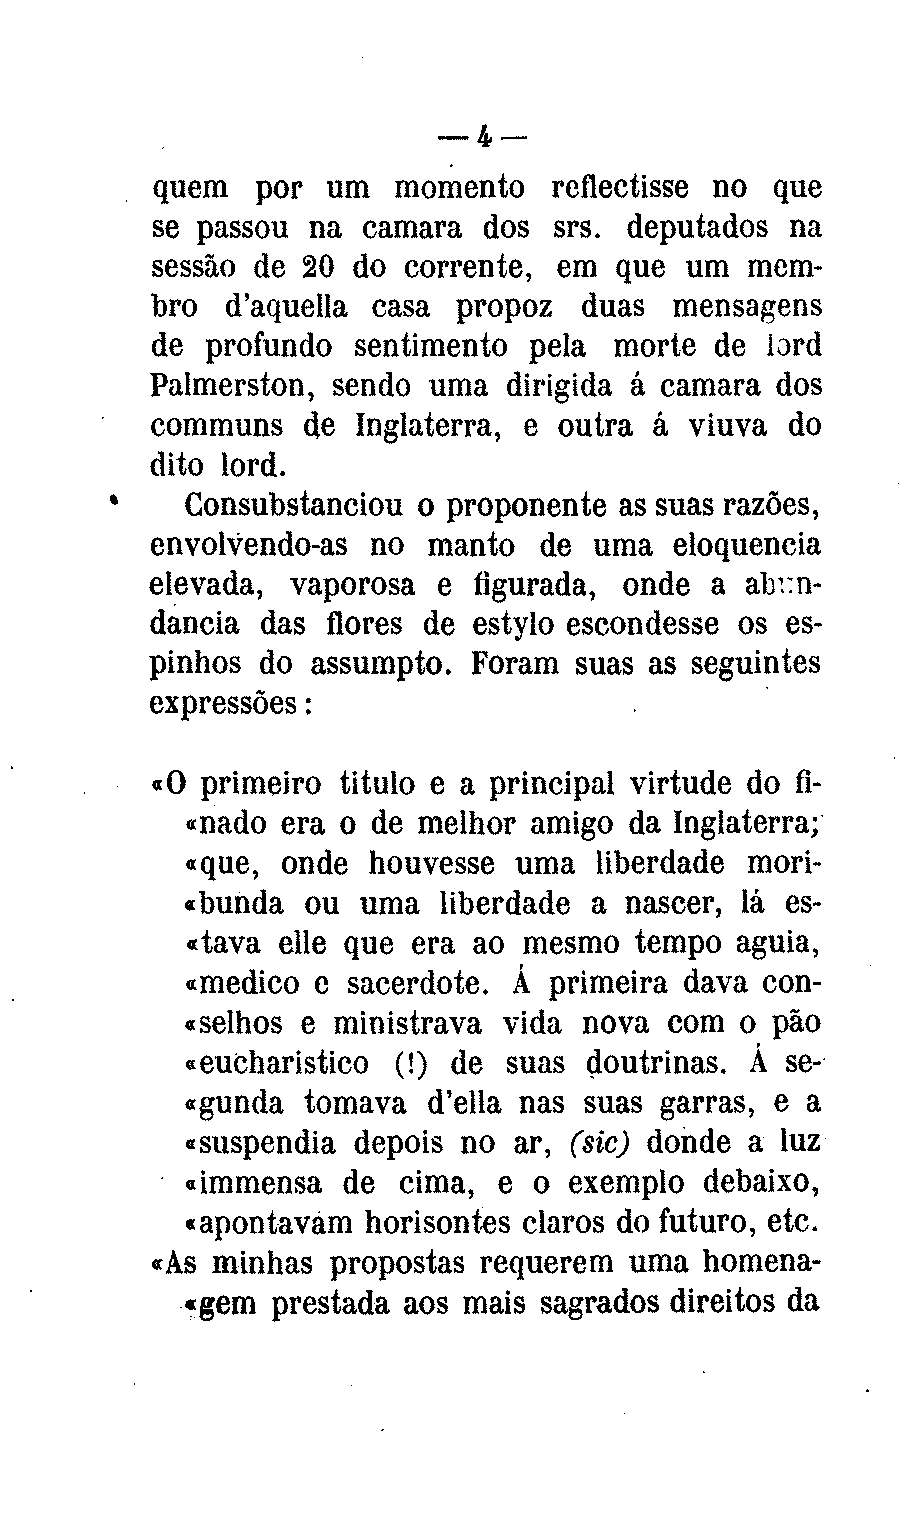 — 4 —
quem por um momento reflectisse no que
se passou na camara dos srs. deputados na
sessão de 20 do corrente, em que um mem-
bro d'aquella casa propoz duas mensagens
de profundo sentimento pela morte de lord
Palmerston, sendo uma dirigida á camara dos
communs de Inglaterra, e outra á viuva do
dito lord.
Consubstanciou o proponente as suas razões,
envolvendo-as no manto de uma eloquencia
elevada, vaporosa e figurada, onde a abun-
dancia das flores de estylo escondesse os es-
pinhos do assumpto. Foram suas as seguintes
expressões :
«O primeiro titulo e a principal virtude do fi-
«nado era o de melhor amigo da Inglaterra;
«que, onde houvesse uma liberdade mori-
«bunda ou uma liberdade a nascer, lá es-
«tava elle que era ao mesmo tempo aguia,
«medico e sacerdote. Á primeira dava con-
«selhos e ministrava vida nova com o pão
«eucharistico (!) de suas doutrinas. Á se-
«gunda tomava d'ella nas suas garras, e a
«suspendia depois no ar, (sic) donde a luz
«immensa de cima, e o exemplo debaixo,
«apontavam horisontes claros do futuro, etc.
«As minhas propostas requerem uma homena-
«gem prestada aos mais sagrados direitos da